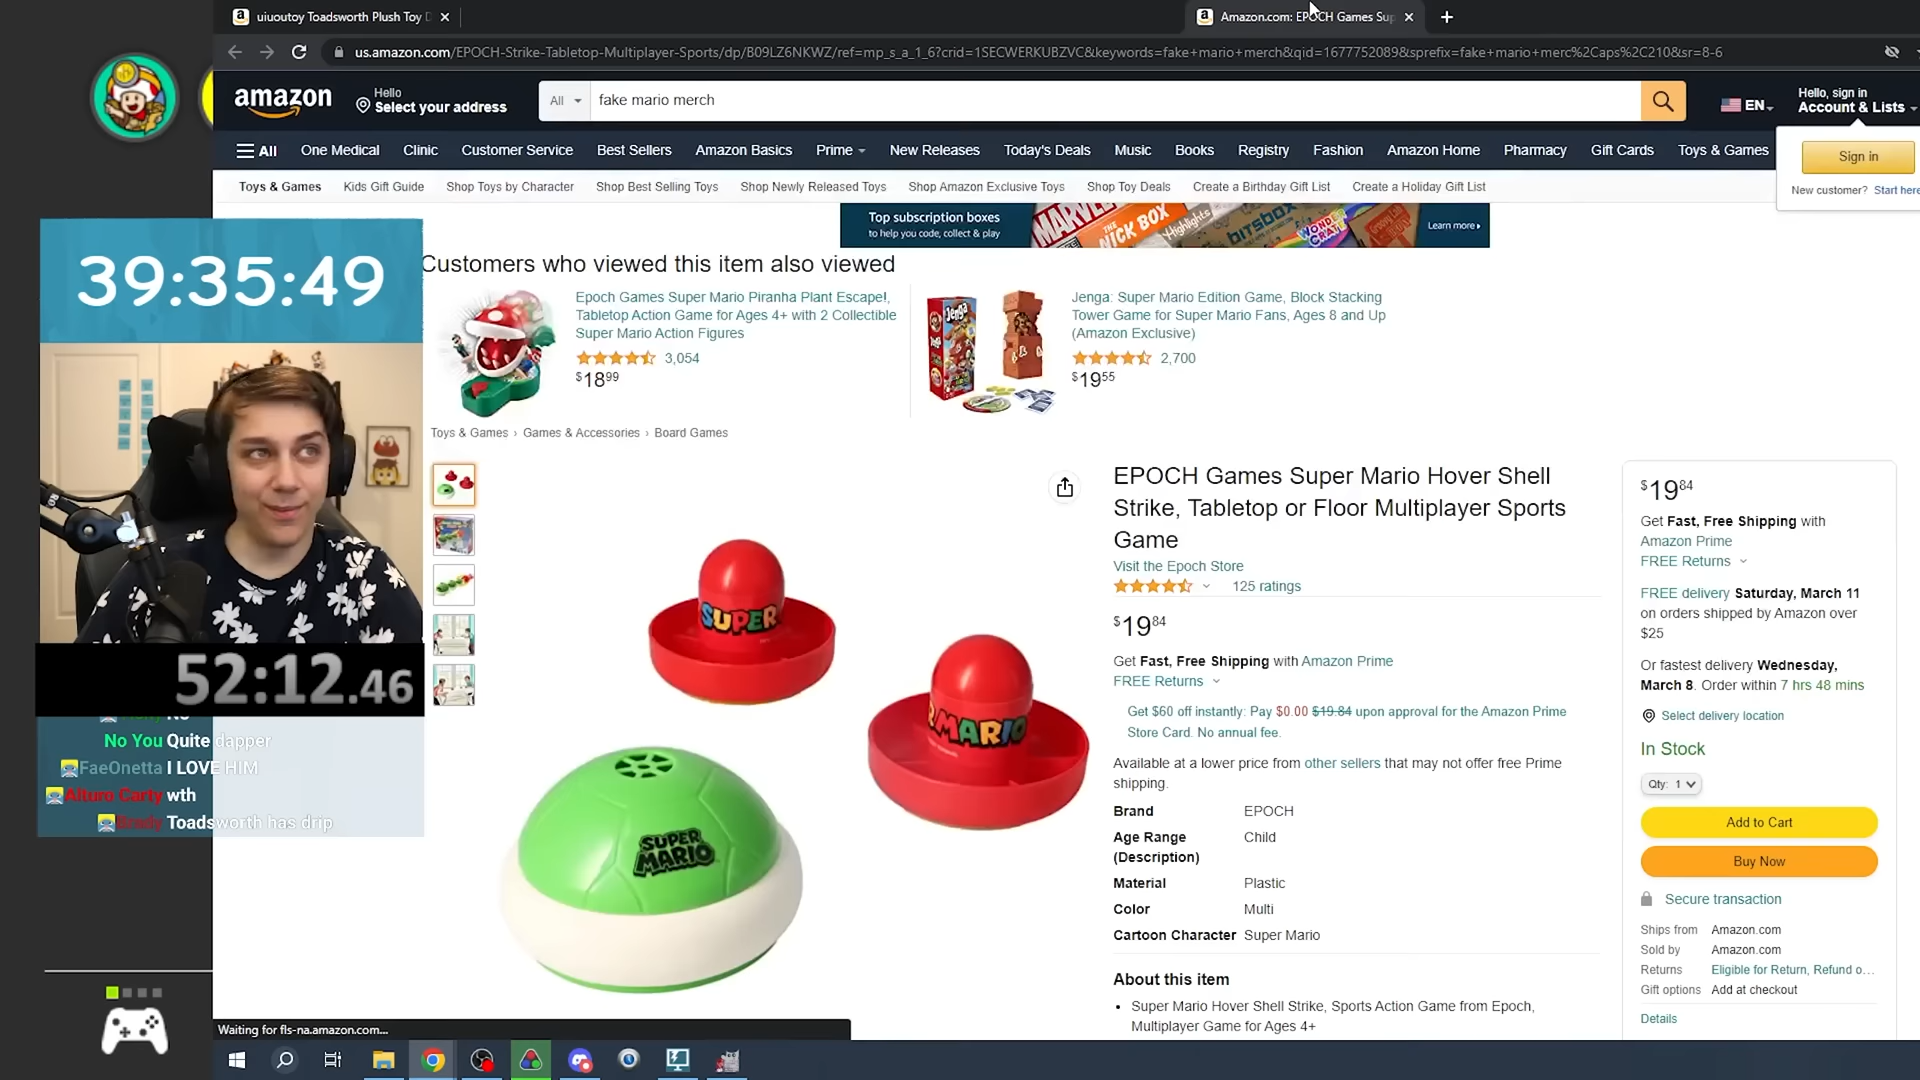 uiuoutoy Toadsworth Plush Toy
Amazon.com: EPOCH Games Sup
us.amazon.com/EPOCH-Strike-Tabletop-Multiplayer-Sports/dp/B09LZ6NKWZ/ref=mp_s_a_1_6?crid=1SECWERKUBZVC&keywords=fake+mario+merch&qid=1677752089&sprefix=fake+mario+merc%2Caps%2C210&sr=8-6
amazon
Hello
Select your address
All
fake mario merch
EN
Hello, sign in
Account & Lists
All One Medical Clinic Customer Service Best Sellers Amazon Basics Prime New Releases Today's Deals Music Books Registry Fashion Amazon Home Pharmacy Gift Cards Toys & Games
Sign in
New customer? Start here
Toys & Games Kids Gift Guide Shop Toys by Character Shop Best Selling Toys Shop Newly Released Toys Shop Amazon Exclusive Toys Shop Toy Deals Create a Birthday Gift List Create a Holiday Gift List
Top subscription boxes
to help you code, collect & play
MARVEL
THE NICK BOX
Highlights
bitsbox
WONDER CRATE
Learn more
39:35:49
Customers who viewed this item also viewed
Epoch Games Super Mario Piranha Plant Escape!,
Tabletop Action Game for Ages 4+ with 2 Collectible
Super Mario Action Figures
3,054
$18 99
Jenga
Jenga: Super Mario Edition Game, Block Stacking
Tower Game for Super Mario Fans, Ages 8 and Up
(Amazon Exclusive)
2,700
$19 55
Toys & Games › Games & Accessories › Board Games
SUPER
MARIO
SUPER
MARIO
EPOCH Games Super Mario Hover Shell
Strike, Tabletop or Floor Multiplayer Sports
Game
Visit the Epoch Store
125 ratings
$19 84
Get Fast, Free Shipping with Amazon Prime
FREE Returns
Get $60 off instantly: Pay $0.00 $19.84 upon approval for the Amazon Prime
Store Card. No annual fee.
Available at a lower price from other sellers that may not offer free Prime
shipping.
Brand EPOCH
Age Range Child
(Description)
Material Plastic
Color Multi
Cartoon Character Super Mario
About this item
• Super Mario Hover Shell Strike, Sports Action Game from Epoch,
Multiplayer Game for Ages 4+
$19 84
Get Fast, Free Shipping with
Amazon Prime
FREE Returns
FREE delivery Saturday, March 11
on orders shipped by Amazon over
$25
Or fastest delivery Wednesday,
March 8. Order within 7 hrs 48 mins
Select delivery location
In Stock
Qty: 1
Add to Cart
Buy Now
Secure transaction
Ships from Amazon.com
Sold by Amazon.com
Returns Eligible for Return, Refund o…
Gift options Add at checkout
Details
52:12.46
No
No You Quite dapper
FaeOnetta I LOVE HIM
Arturo Carty wth
Brady Toadsworth has drip
Waiting for fls-na.amazon.com...